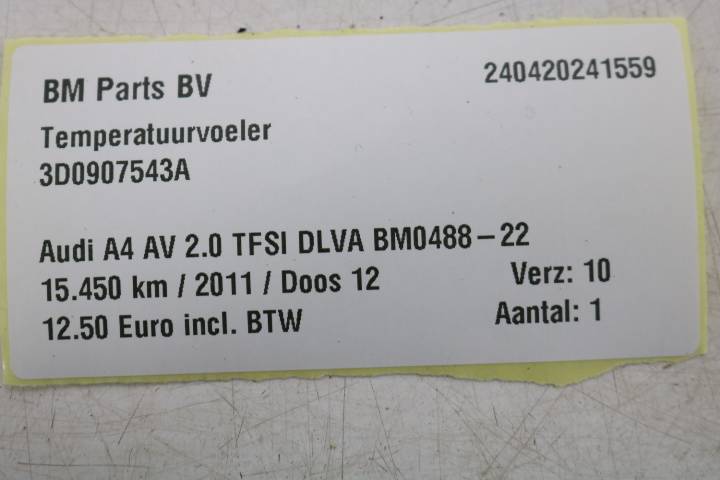 BM Parts BV 240420241559
Temperatuurvoeler
3D0907543A
Audi A4 AV 2.0 TFSI DLVA BM0488-22
15.450 km / 2011 / Doos 12 Verz: 10
12.50 Euro incl. BTW Aantal: 1